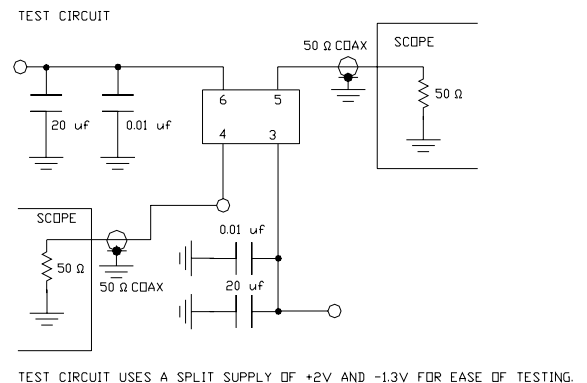 TEST CIRCUIT
50 Ω COAX
SCOPE
50 Ω
6
5
20 uf
0.01 uf
4
3
SCOPE
50 Ω
50 Ω COAX
0.01 uf
20 uf
TEST CIRCUIT USES A SPLIT SUPPLY OF +2V AND -1.3V FOR EASE OF TESTING.